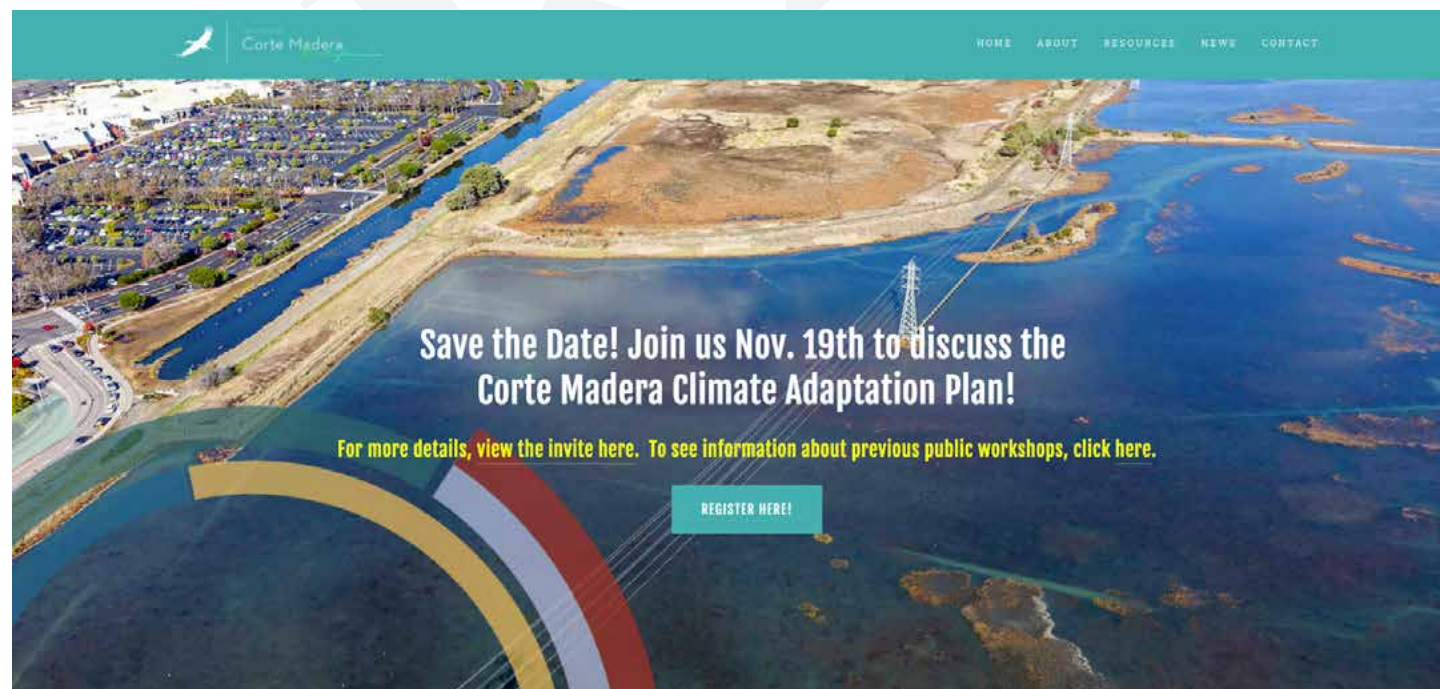 Corte Madera
HOME ABOUT RESOURCES NEWS CONTACT
Save the Date! Join us Nov. 19th to discuss the
Corte Madera Climate Adaptation Plan!
For more details, view the invite here. To see information about previous public workshops, click here.
REGISTER HERE!